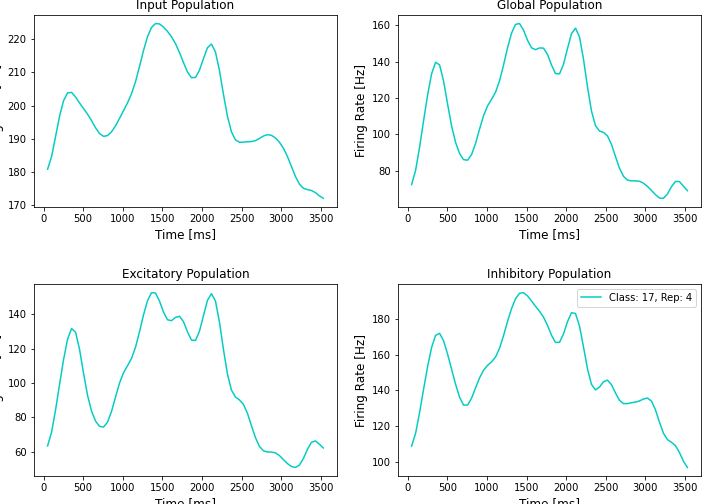 Input Population
220
210
200
190
180
170
0 500 1000 1500 2000 2500 3000 3500
Time [ms]
Global Population
Firing Rate [Hz]
160
140
120
100
80
0 500 1000 1500 2000 2500 3000 3500
Time [ms]
Excitatory Population
140
120
100
80
60
0 500 1000 1500 2000 2500 3000 3500
Time [ms]
Inhibitory Population
Class: 17, Rep: 4
Firing Rate [Hz]
180
160
140
120
100
0 500 1000 1500 2000 2500 3000 3500
Time [ms]